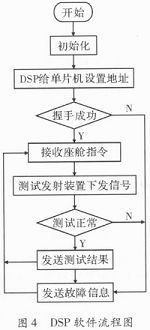 开始
初始化
DSP给单片机设置地址
握手成功
N
Y
接收座舱指令
测试发射装置下发信号
测试正常
N
Y
发送测试结果
发送故障信息
图 4 DSP 软件流程图